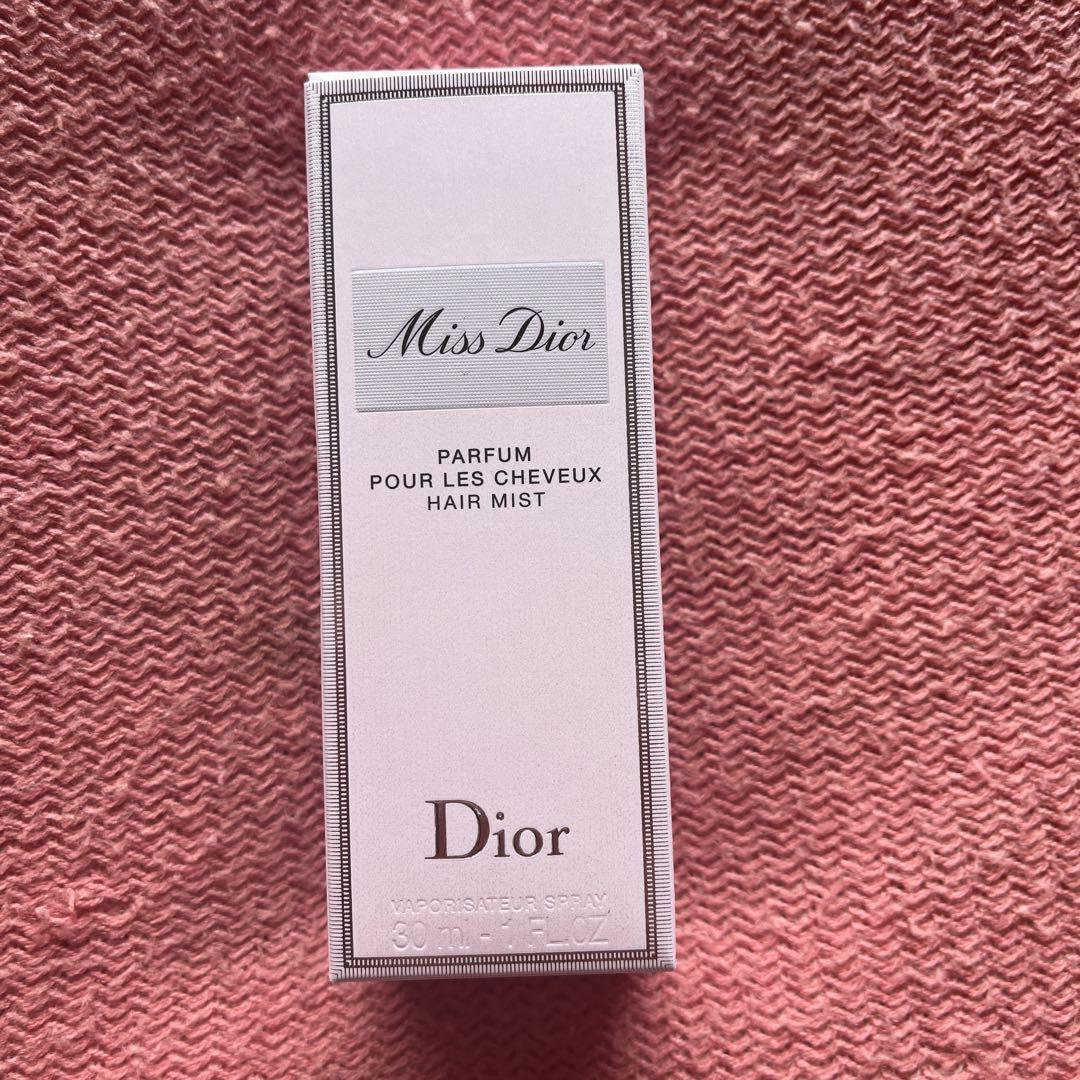 Miss Dior
PARFUM
POUR LES CHEVEUX
HAIR MIST
Dior
VAPORISATEUR SPRAY
30 ml - 1 FL.OZ